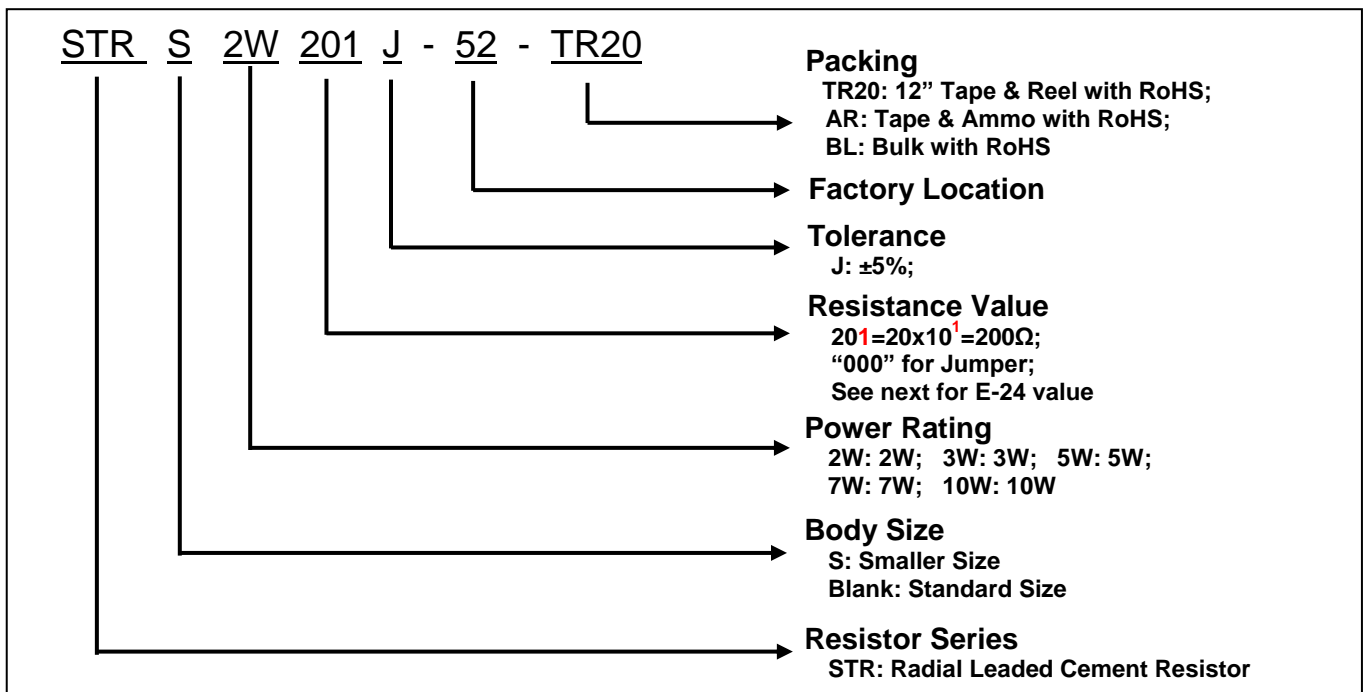 STR S 2W 201 J - 52 - TR20
Packing
TR20: 12” Tape & Reel with RoHS;
AR: Tape & Ammo with RoHS;
BL: Bulk with RoHS
Factory Location
Tolerance
J: ±5%;
Resistance Value
201=20x10¹=200Ω;
“000” for Jumper;
See next for E-24 value
Power Rating
2W: 2W; 3W: 3W; 5W: 5W;
7W: 7W; 10W: 10W
Body Size
S: Smaller Size
Blank: Standard Size
Resistor Series
STR: Radial Leaded Cement Resistor